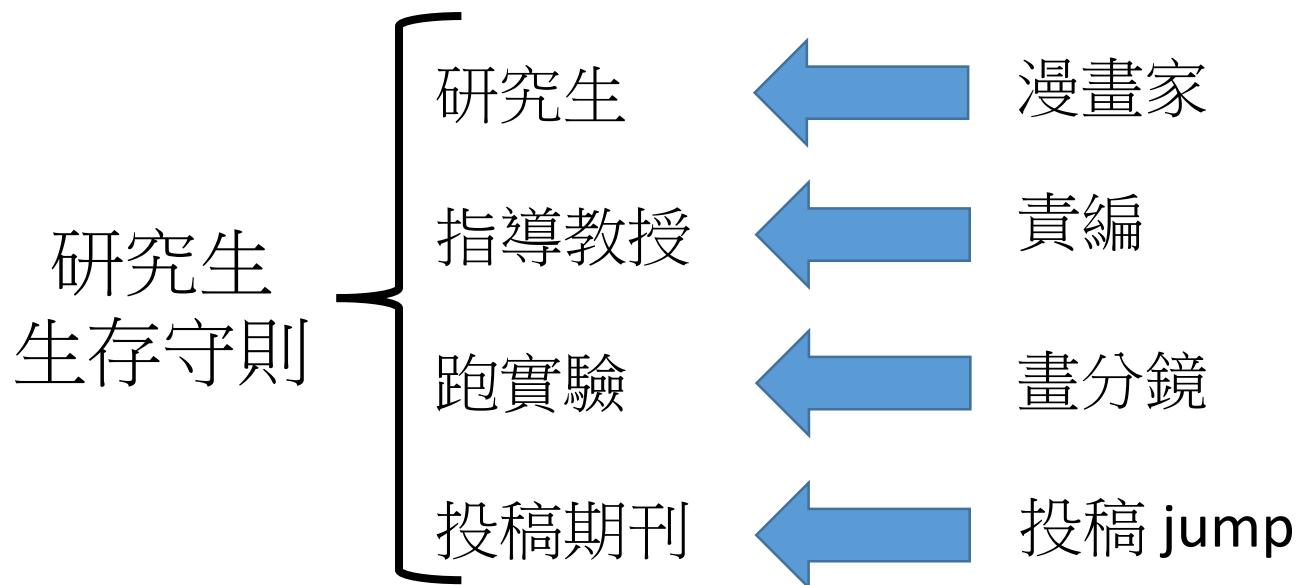 研究生
生存守則
研究生
漫畫家
指導教授
責編
跑實驗
畫分鏡
投稿期刊
投稿 jump